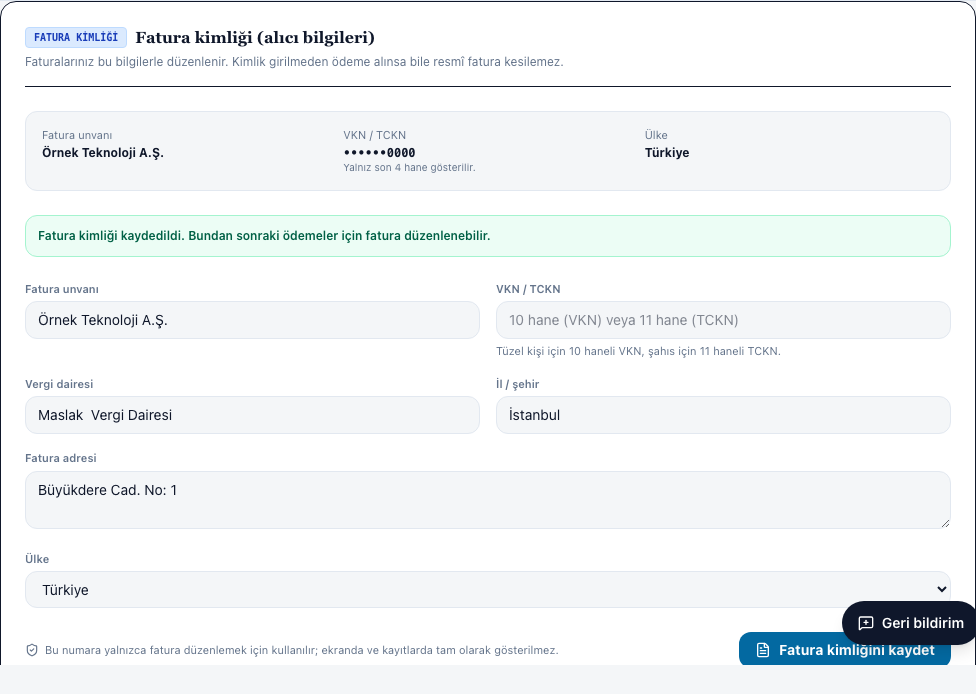 FATURA KİMLİĞİ Fatura kimliği (alıcı bilgileri)
Faturalarınız bu bilgilerle düzenlenir. Kimlik girilmeden ödeme alınsa bile resmî fatura kesilemez.
Fatura unvanı VKN / TCKN Ülke
Örnek Teknoloji A.Ş. ••••••0000 Türkiye
Yalnız son 4 hane gösterilir.
Fatura kimliği kaydedildi. Bundan sonraki ödemeler için fatura düzenlenebilir.
Fatura unvanı VKN / TCKN
Örnek Teknoloji A.Ş. 10 hane (VKN) veya 11 hane (TCKN)
Tüzel kişi için 10 haneli VKN, şahıs için 11 haneli TCKN.
Vergi dairesi İl / şehir
Maslak  Vergi Dairesi İstanbul
Fatura adresi
Büyükdere Cad. No: 1
Ülke
Türkiye
Geri bildirim
Bu numara yalnızca fatura düzenlemek için kullanılır; ekranda ve kayıtlarda tam olarak gösterilmez. Fatura kimliğini kaydet